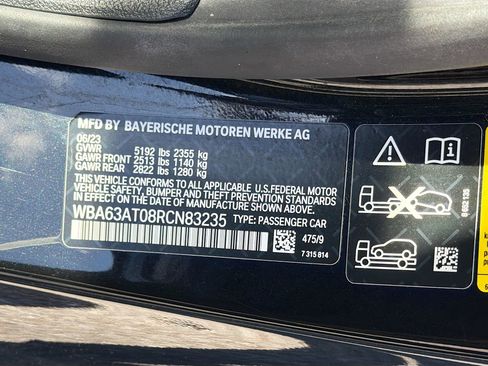 MFD BY BAYERISCHE MOTOREN WERKE AG
06/23
GVWR 5192 lbs 2355 kg
GAWR FRONT 2513 lbs 1140 kg
GAWR REAR 2822 lbs 1280 kg
THIS VEHICLE CONFORMS TO ALL APPLICABLE U.S.FEDERAL MOTOR
VEHICLE SAFETY, BUMPER, AND THEFT PREVENTION STANDARDS
IN EFFECT ON THE DATE OF MANUFACTURE SHOWN ABOVE.
WBA63AT08RCN83235 TYPE: PASSENGER CAR
475/9
7 315 814